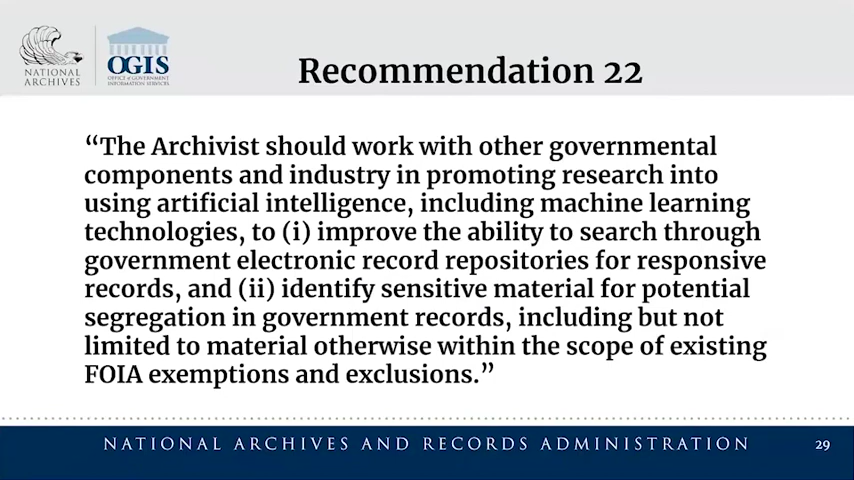 NATIONAL
ARCHIVES
OGIS
OFFICE of GOVERNMENT
INFORMATION SERVICES
Recommendation 22
“The Archivist should work with other governmental
components and industry in promoting research into
using artificial intelligence, including machine learning
technologies, to (i) improve the ability to search through
government electronic record repositories for responsive
records, and (ii) identify sensitive material for potential
segregation in government records, including but not
limited to material otherwise within the scope of existing
FOIA exemptions and exclusions.”
NATIONAL ARCHIVES AND RECORDS ADMINISTRATION
29